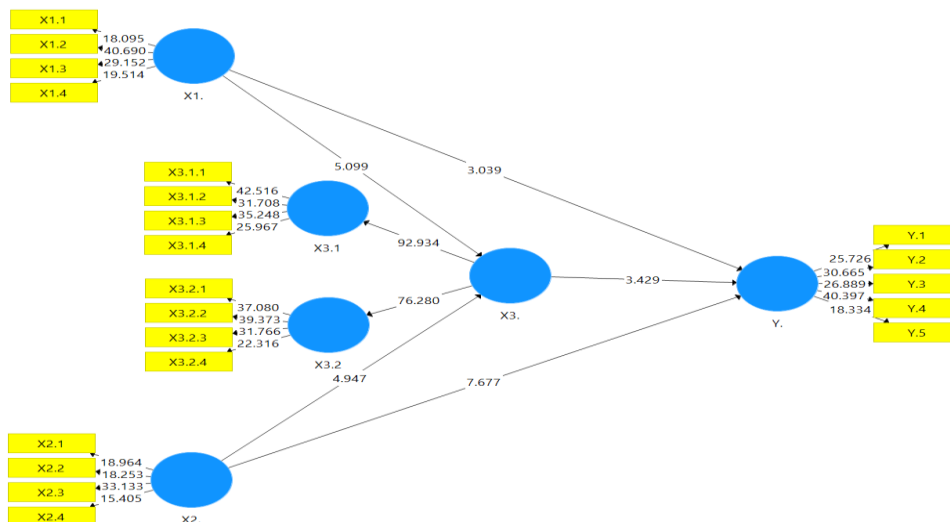 X1.1
X1.2
X1.3
X1.4
18.095
40.690
29.152
19.514
X1.
5.099
3.039
X3.1.1
X3.1.2
X3.1.3
X3.1.4
42.516
31.708
35.248
25.967
X3.1
92.934
X3.2.1
X3.2.2
X3.2.3
X3.2.4
37.080
39.373
31.766
22.316
X3.2
76.280
X3.
3.429
4.947
7.677
Y.
25.726
30.665
26.889
40.397
18.334
Y.1
Y.2
Y.3
Y.4
Y.5
X2.1
X2.2
X2.3
X2.4
18.964
18.253
33.133
15.405
X2